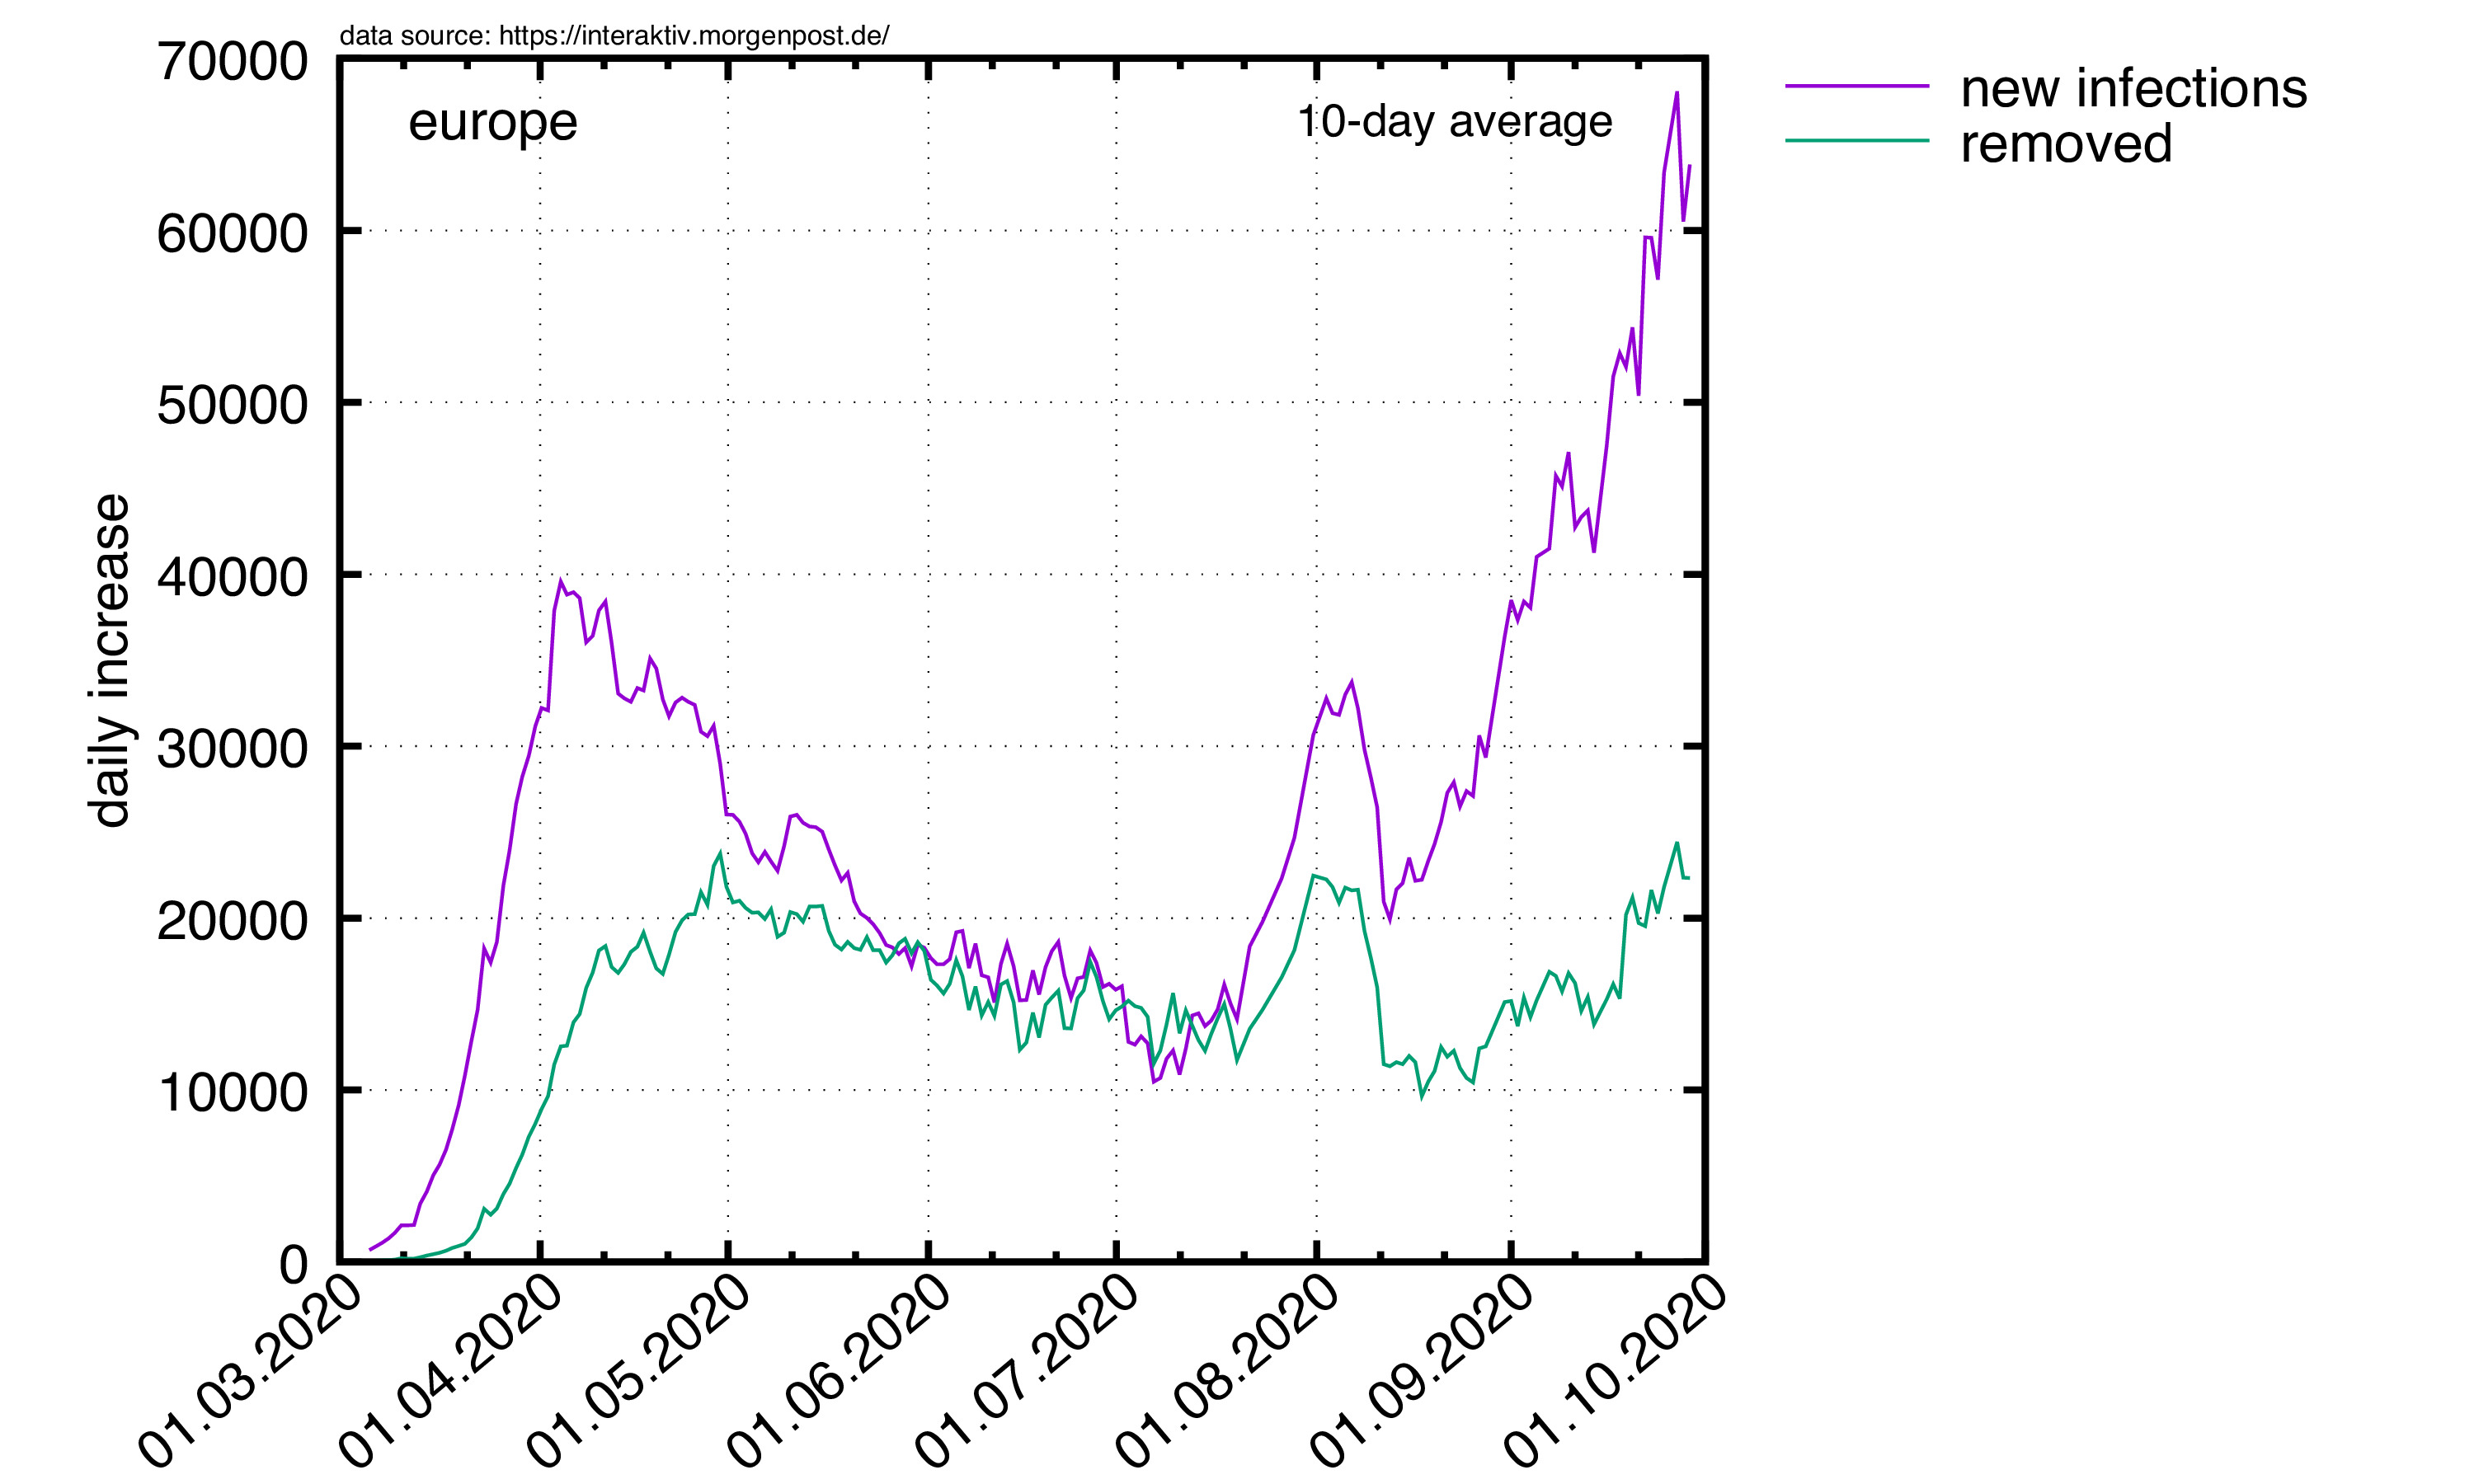 data source: https://interaktiv.morgenpost.de/
70000
60000
50000
40000
30000
20000
10000
0
daily increase
europe
10-day average
new infections
removed
01.03.2020
01.04.2020
01.05.2020
01.06.2020
01.07.2020
01.08.2020
01.09.2020
01.10.2020